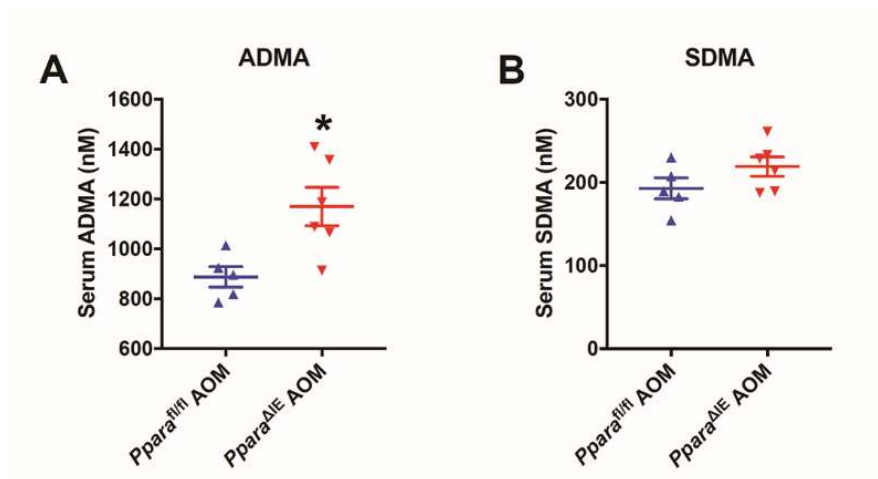 A
ADMA
Serum ADMA (nM)
1600
1400
1200
1000
800
600
*
Ppara^fl/fl AOM
Ppara^ΔIE AOM
B
SDMA
Serum SDMA (nM)
300
200
100
0
Ppara^fl/fl AOM
Ppara^ΔIE AOM